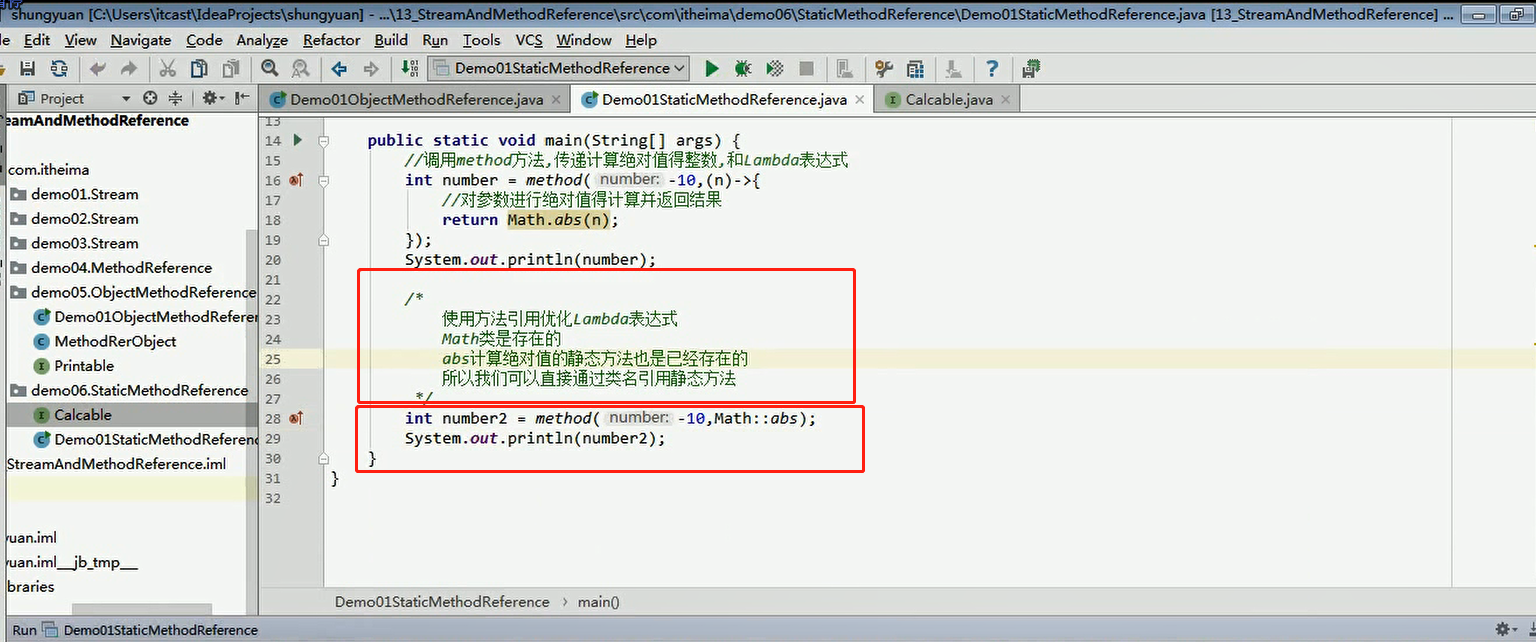 shungyuan [C:\Users\itcast\IdeaProjects\shungyuan] - ...\13_StreamAndMethodReference\src\com\itheima\demo06\StaticMethodReference\Demo01StaticMethodReference.java [13_StreamAndMethodReference] ...
Edit View Navigate Code Analyze Refactor Build Run Tools VCS Window Help
Demo01StaticMethodReference
Project
Demo01ObjectMethodReference.java
Demo01StaticMethodReference.java
Calcable.java
eamAndMethodReference
com.itheima
demo01.Stream
demo02.Stream
demo03.Stream
demo04.MethodReference
demo05.ObjectMethodReference
Demo01ObjectMethodReferen
MethodRerObject
Printable
demo06.StaticMethodReference
Calcable
Demo01StaticMethodReferenc
StreamAndMethodReference.iml
yuan.iml
yuan.iml__jb_tmp__
braries
13
14 public static void main(String[] args) {
15 //调用method方法,传递计算绝对值得整数,和Lambda表达式
16 int number = method( number: -10,(n)->{
17 //对参数进行绝对值得计算并返回结果
18 return Math.abs(n);
19 });
20 System.out.println(number);
21
22 /*
23 使用方法引用优化Lambda表达式
24 Math类是存在的
25 abs计算绝对值的静态方法也是已经存在的
26 所以我们可以直接通过类名引用静态方法
27 */
28 int number2 = method( number: -10,Math::abs);
29 System.out.println(number2);
30 }
31 }
32
Demo01StaticMethodReference › main()
Run Demo01StaticMethodReference